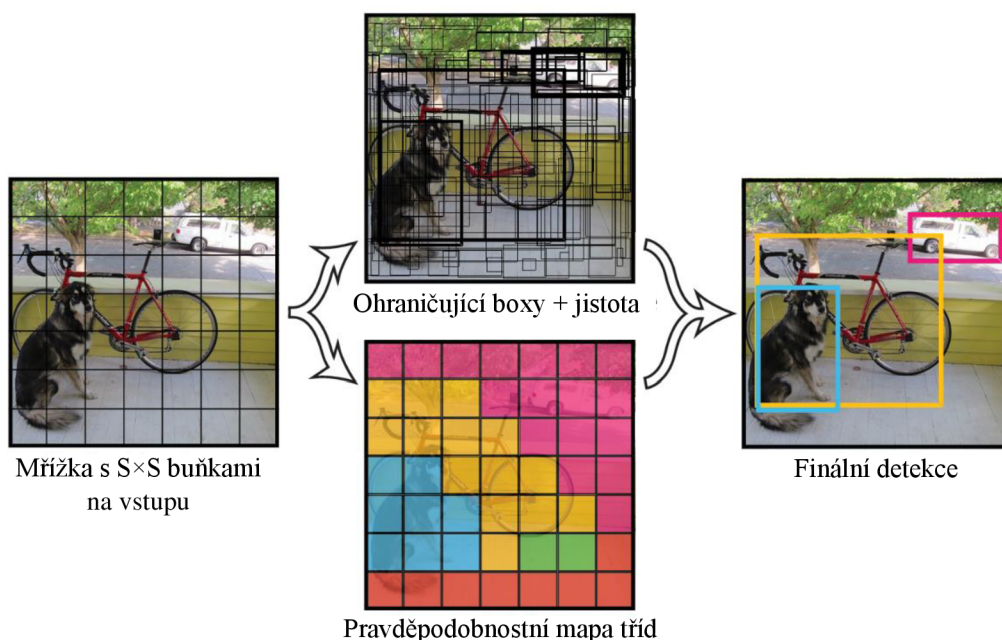 Ohraničující boxy + jistota
Mřížka s S×S buňkami
na vstupu
Finální detekce
Pravděpodobnostní mapa tříd